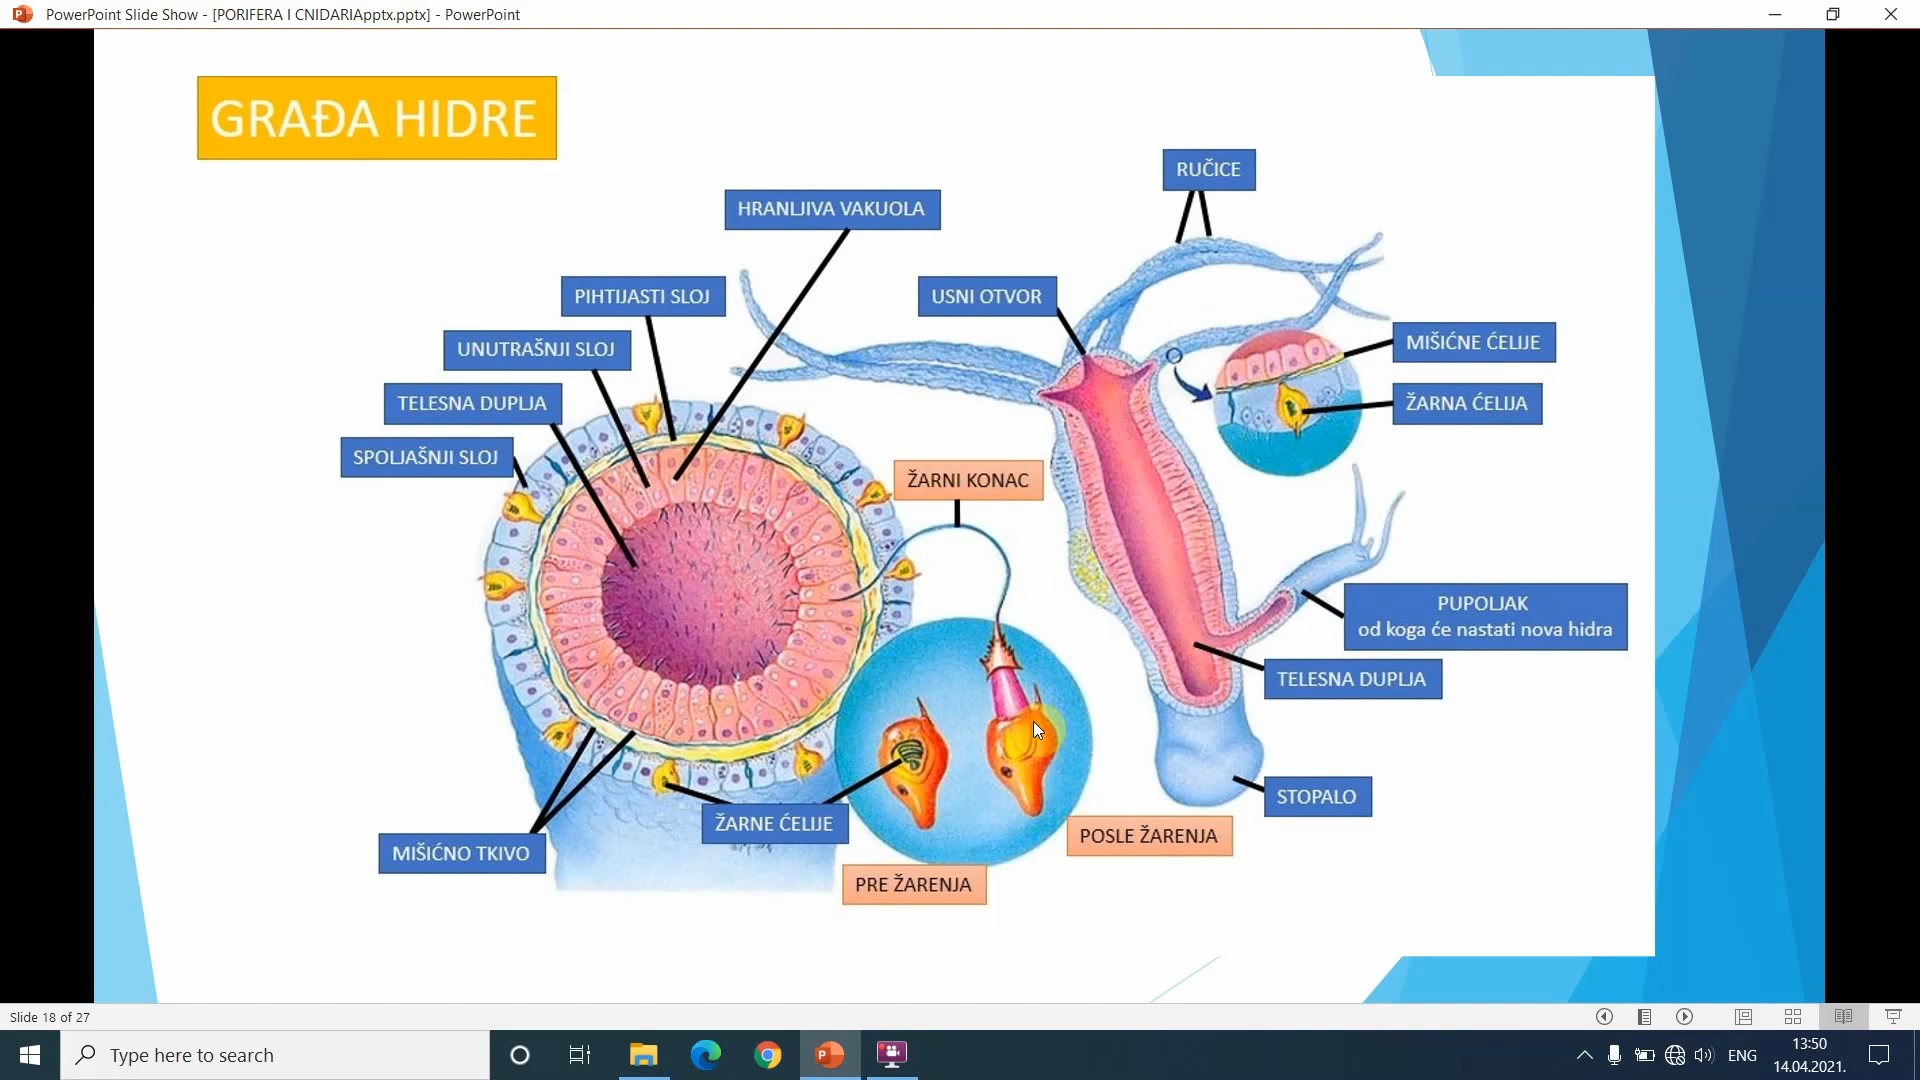 PowerPoint Slide Show - [PORIFERA I CNIDARIApptx.pptx] - PowerPoint
GRAĐA HIDRE
RUČICE
HRANLJIVA VAKUOLA
PIHTIJASTI SLOJ
USNI OTVOR
UNUTRAŠNJI SLOJ
MIŠIĆNE ĆELIJE
TELESNA DUPLJA
ŽARNA ĆELIJA
SPOLJAŠNJI SLOJ
ŽARNI KONAC
PUPOLJAK
od koga će nastati nova hidra
TELESNA DUPLJA
STOPALO
ŽARNE ĆELIJE
POSLE ŽARENJA
MIŠIĆNO TKIVO
PRE ŽARENJA
Slide 18 of 27
Type here to search
ENG
13:50
14.04.2021.